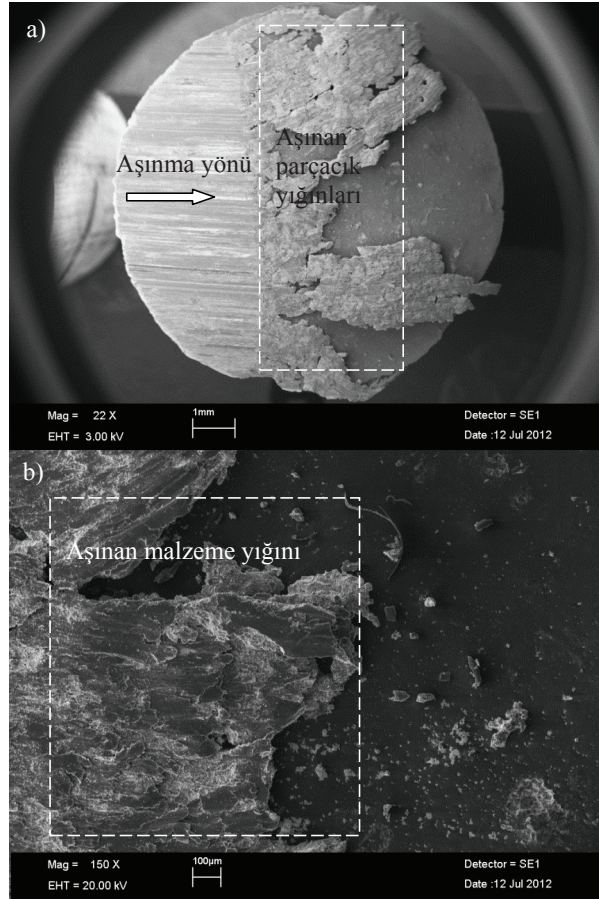 a)
Aşınma yönü
Aşınan
parçacık
yığınları
Mag = 22 X
1mm
Detector = SE1
EHT = 3.00 kV
Date :12 Jul 2012
b)
Aşınan malzeme yığını
Mag = 150 X
100µm
Detector = SE1
EHT = 20.00 kV
Date :12 Jul 2012